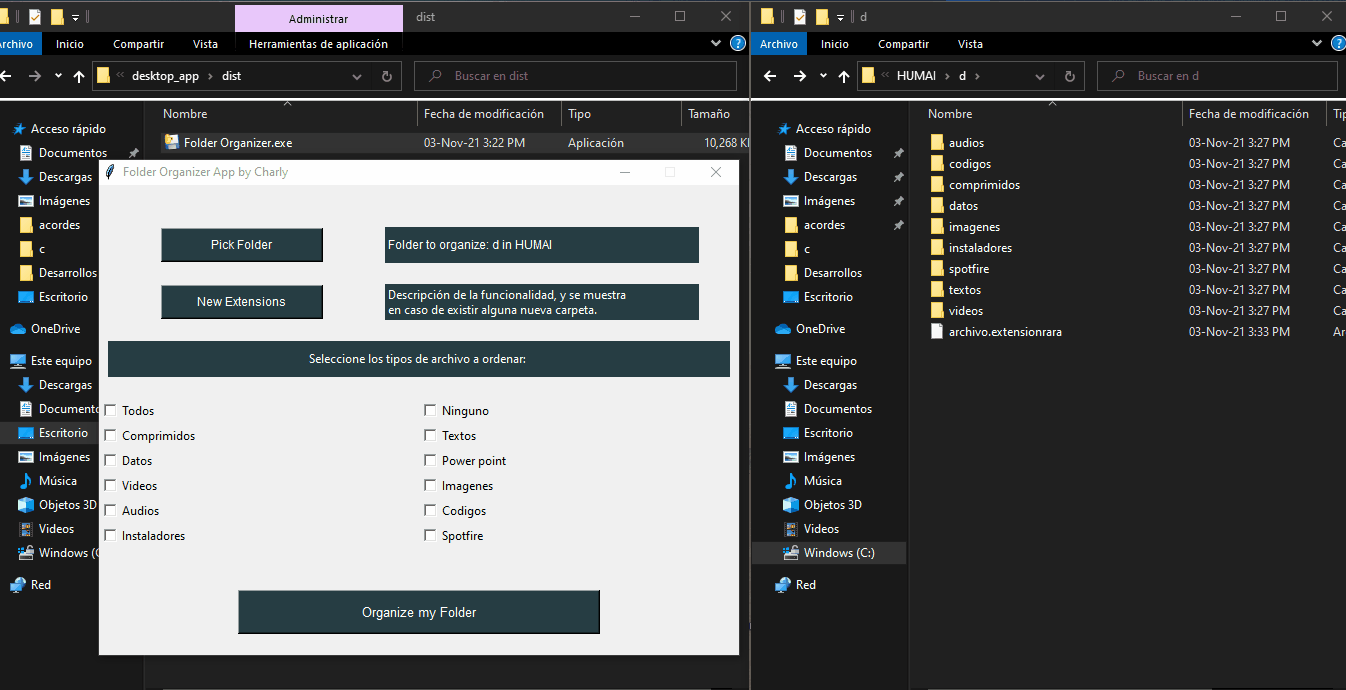 Administrar
dist
Archivo
Inicio
Compartir
Vista
Herramientas de aplicación
desktop_app › dist
Buscar en dist
Nombre
Fecha de modificación
Tipo
Tamaño
Folder Organizer.exe
03-Nov-21 3:22 PM
Aplicación
10,268 K
Acceso rápido
Documentos
Descargas
Imágenes
acordes
c
Desarrollos
Escritorio
OneDrive
Este equipo
Descargas
Documento
Escritorio
Imágenes
Música
Objetos 3D
Videos
Windows (C
Red
Folder Organizer App by Charly
Pick Folder
Folder to organize: d in HUMAI
New Extensions
Descripción de la funcionalidad, y se muestra
en caso de existir alguna nueva carpeta.
Seleccione los tipos de archivo a ordenar:
Todos
Ninguno
Comprimidos
Textos
Datos
Power point
Videos
Imagenes
Audios
Codigos
Instaladores
Spotfire
Organize my Folder
d
Archivo
Inicio
Compartir
Vista
HUMAI › d ›
Buscar en d
Acceso rápido
Documentos
Descargas
Imágenes
acordes
c
Desarrollos
Escritorio
OneDrive
Este equipo
Descargas
Documentos
Escritorio
Imágenes
Música
Objetos 3D
Videos
Windows (C:)
Red
Nombre
Fecha de modificación
Ti
audios
03-Nov-21 3:27 PM
Ca
codigos
03-Nov-21 3:27 PM
Ca
comprimidos
03-Nov-21 3:27 PM
Ca
datos
03-Nov-21 3:27 PM
Ca
imagenes
03-Nov-21 3:27 PM
Ca
instaladores
03-Nov-21 3:27 PM
Ca
spotfire
03-Nov-21 3:27 PM
Ca
textos
03-Nov-21 3:27 PM
Ca
videos
03-Nov-21 3:27 PM
Ca
archivo.extensionrara
03-Nov-21 3:33 PM
Ar